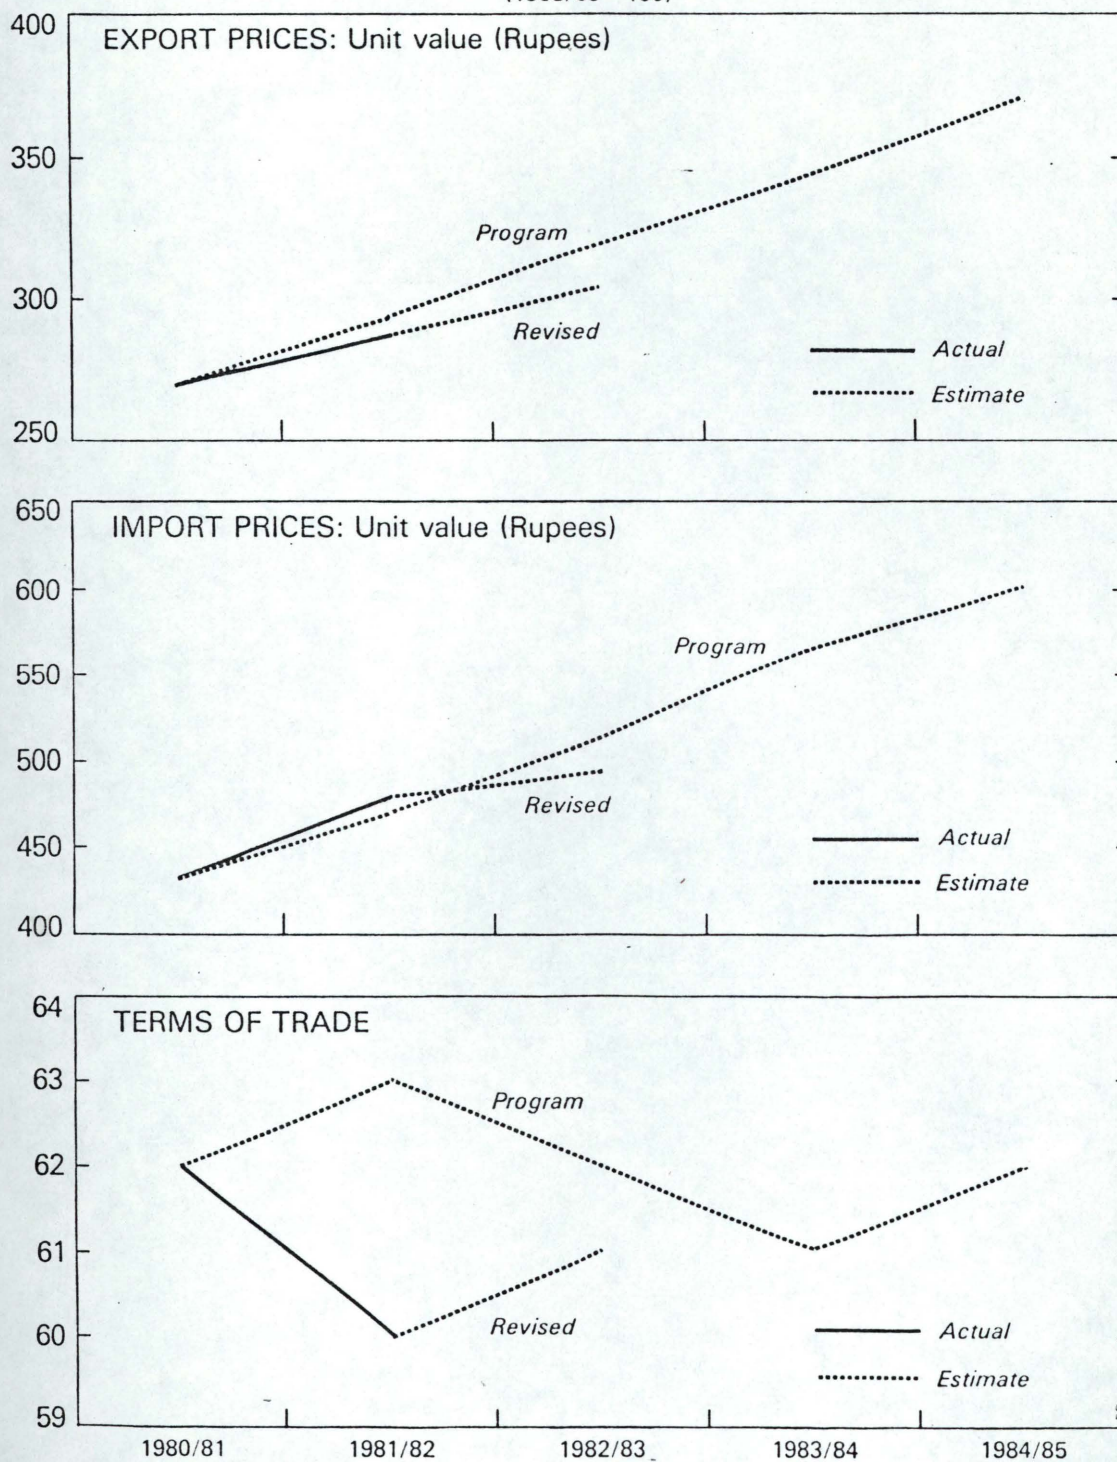 400
EXPORT PRICES: Unit value (Rupees)
350
Program
300
Revised
Actual
Estimate
250
650
IMPORT PRICES: Unit value (Rupees)
600
Program
550
500
Revised
450
Actual
Estimate
400
64
TERMS OF TRADE
63
Program
62
61
Revised
60
Actual
Estimate
59
1980/81 1981/82 1982/83 1983/84 1984/85